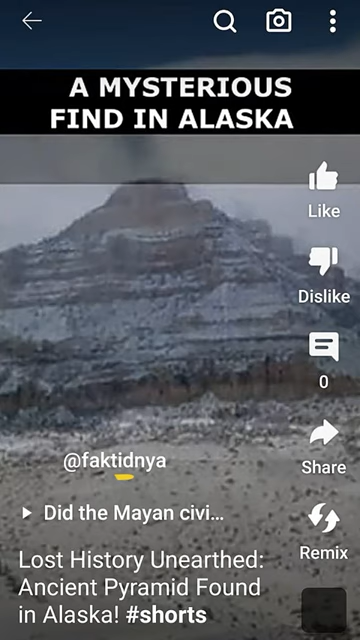 A MYSTERIOUS
FIND IN ALASKA
Like
Dislike
0
Share
Remix
@faktidnya
Did the Mayan civi...
Lost History Unearthed:
Ancient Pyramid Found
in Alaska! #shorts